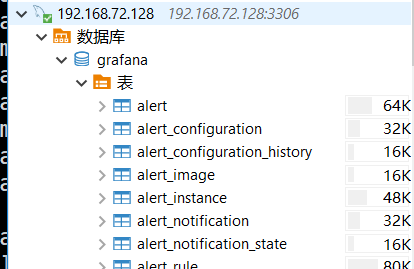 192.168.72.128 192.168.72.128:3306
数据库
grafana
表
alert 64K
alert_configuration 32K
alert_configuration_history 16K
alert_image 16K
alert_instance 48K
alert_notification 32K
alert_notification_state 16K
alert_rule 80K